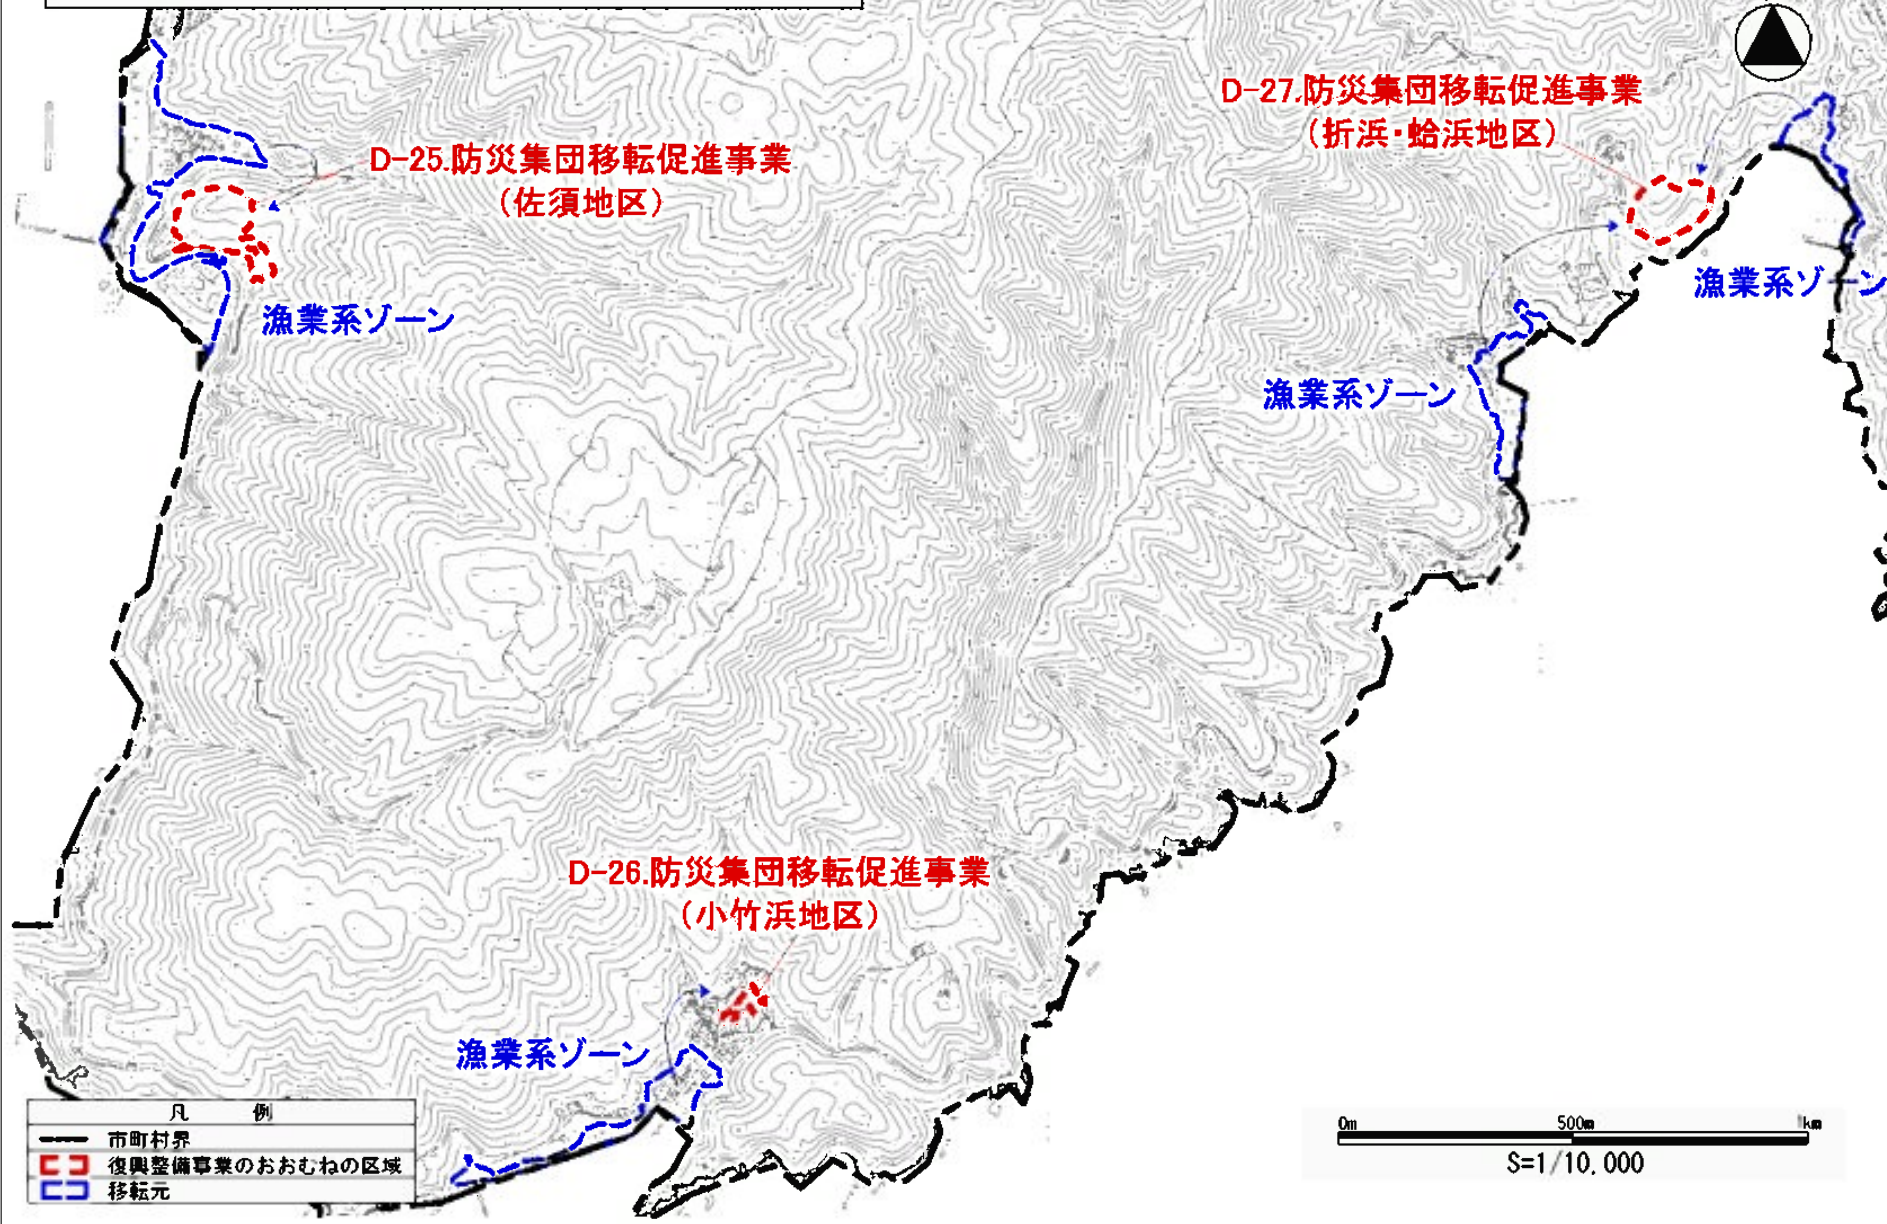 D-27.防災集団移転促進事業
(折浜・蛤浜地区)
D-25.防災集団移転促進事業
(佐須地区)
漁業系ゾーン
漁業系ゾーン
漁業系ゾーン
D-26.防災集団移転促進事業
(小竹浜地区)
漁業系ゾーン
凡 例
市町村界
復興整備事業のおおむねの区域
移転元
0m 500m 1km
S=1/10,000